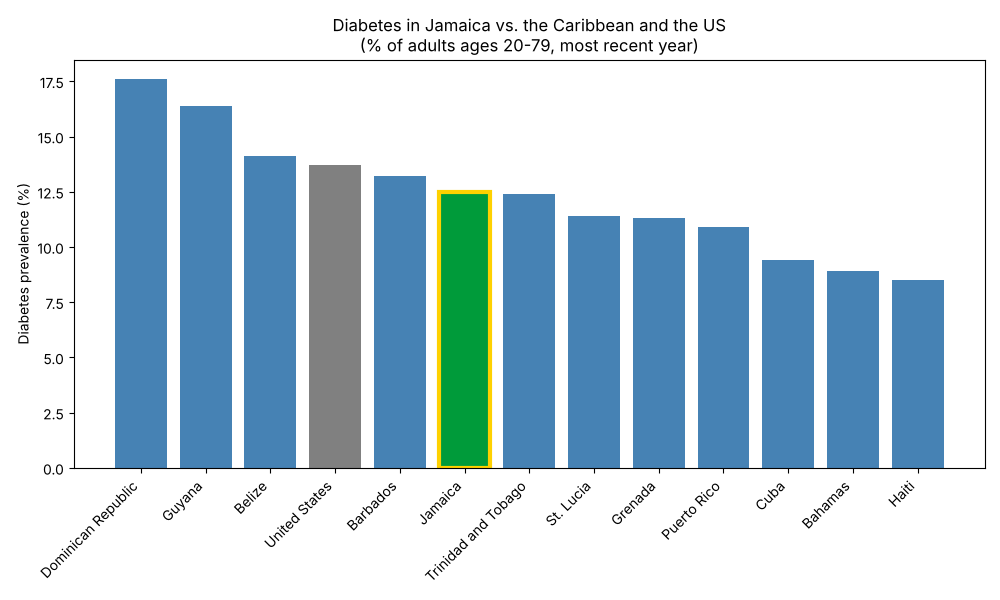 Diabetes in Jamaica vs. the Caribbean and the US
(% of adults ages 20-79, most recent year)
Diabetes prevalence (%)
17.5
15.0
12.5
10.0
7.5
5.0
2.5
0.0
Dominican Republic
Guyana
Belize
United States
Barbados
Jamaica
Trinidad and Tobago
St. Lucia
Grenada
Puerto Rico
Cuba
Bahamas
Haiti